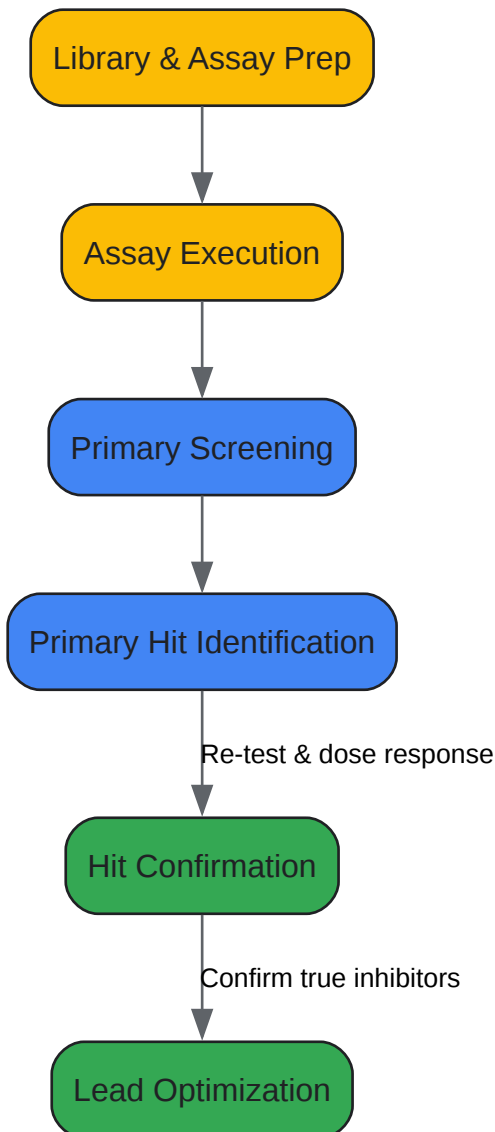 Library & Assay Prep
Assay Execution
Primary Screening
Primary Hit Identification
Re-test & dose response
Hit Confirmation
Confirm true inhibitors
Lead Optimization